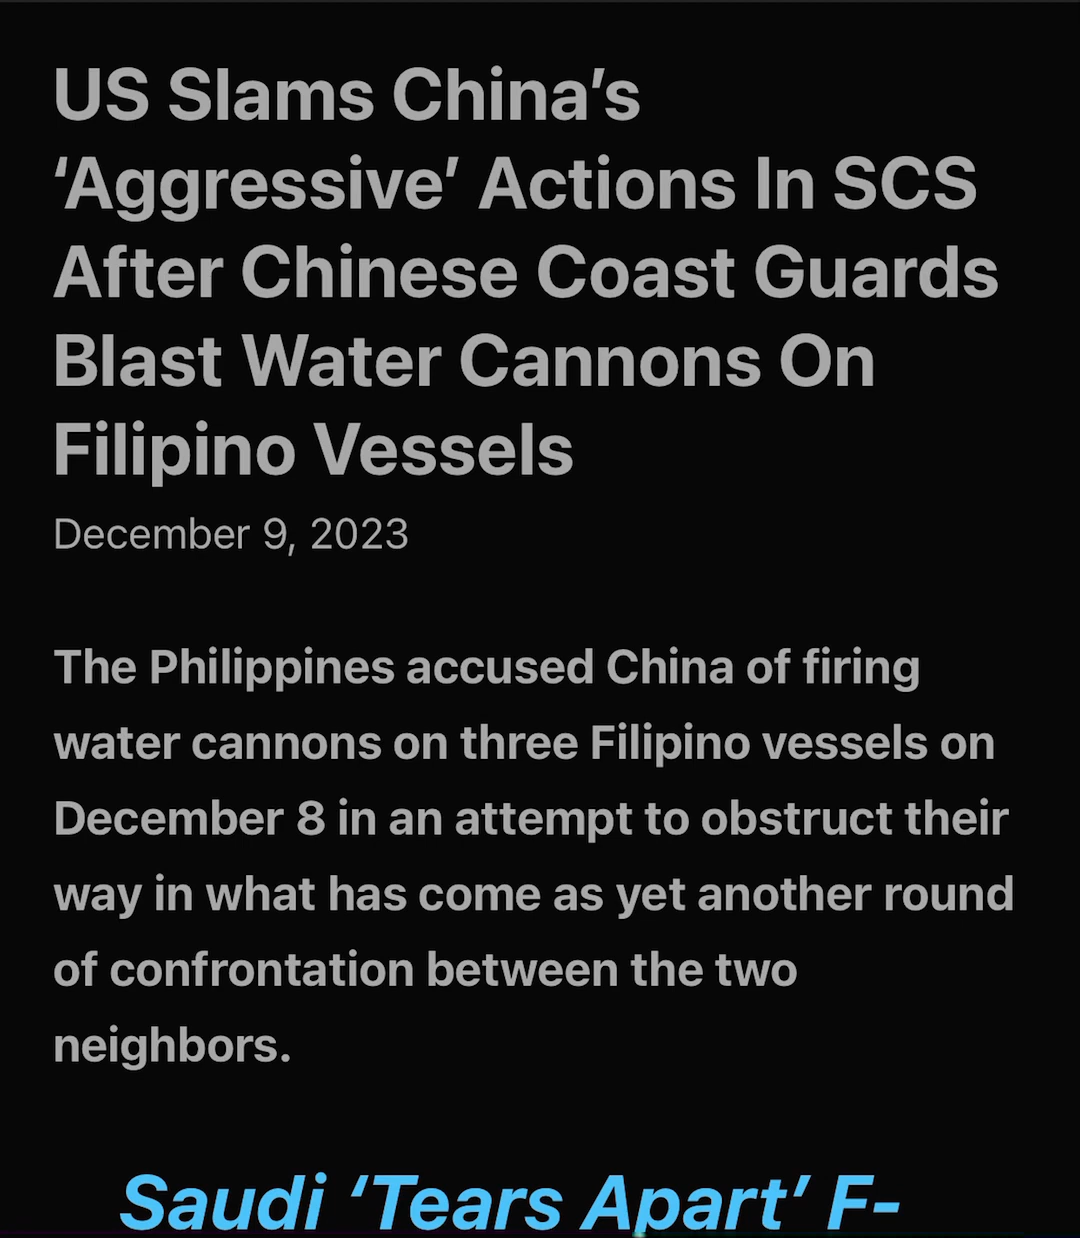 US Slams China’s
‘Aggressive’ Actions In SCS
After Chinese Coast Guards
Blast Water Cannons On
Filipino Vessels
December 9, 2023
The Philippines accused China of firing
water cannons on three Filipino vessels on
December 8 in an attempt to obstruct their
way in what has come as yet another round
of confrontation between the two
neighbors.
Saudi ‘Tears Apart’ F-